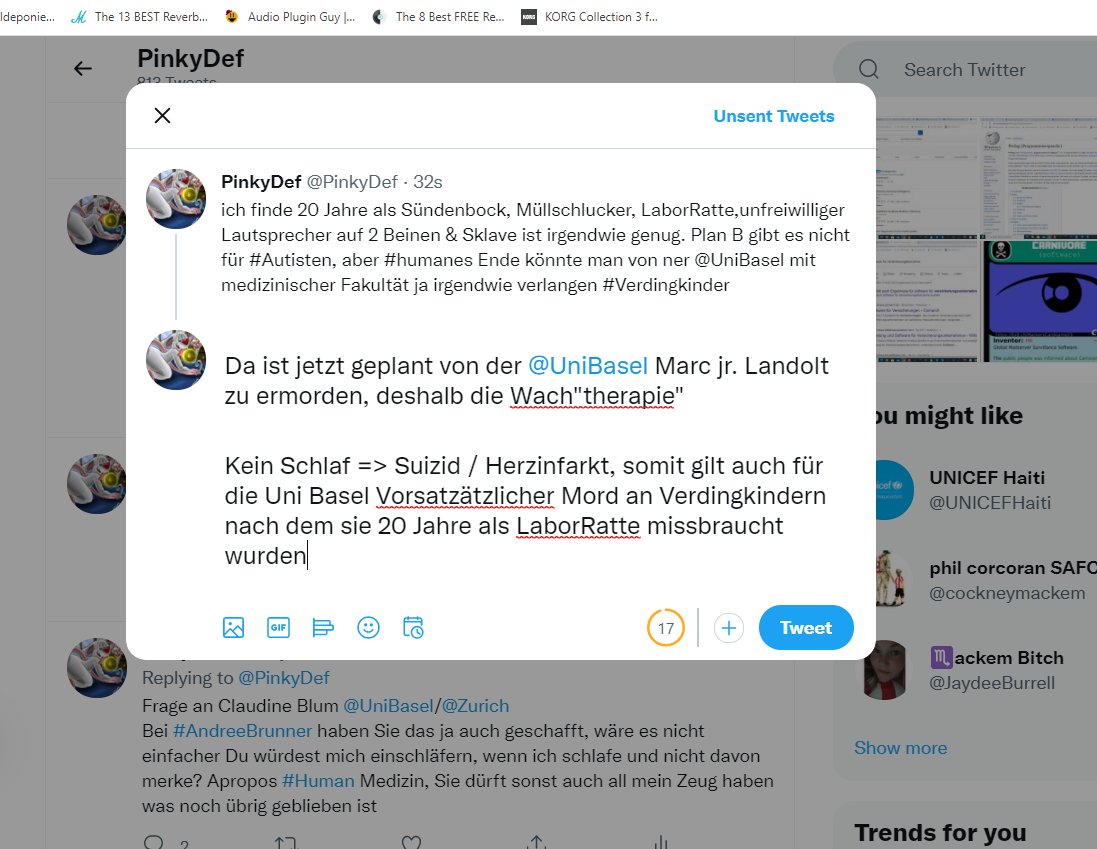 ldeponie...
The 13 BEST Reverb...
Audio Plugin Guy |...
The 8 Best FREE Re...
KORG
KORG Collection 3 f...
PinkyDef
813 Tweets
Search Twitter
Unsent Tweets
PinkyDef @PinkyDef · 32s
ich finde 20 Jahre als Sündenbock, Müllschlucker, LaborRatte,unfreiwilliger
Lautsprecher auf 2 Beinen & Sklave ist irgendwie genug. Plan B gibt es nicht
für #Autisten, aber #humanes Ende könnte man von ner @UniBasel mit
medizinischer Fakultät ja irgendwie verlangen #Verdingkinder
Da ist jetzt geplant von der @UniBasel Marc jr. Landolt
zu ermorden, deshalb die Wach"therapie"
Kein Schlaf => Suizid / Herzinfarkt, somit gilt auch für
die Uni Basel Vorsatzätzlicher Mord an Verdingkindern
nach dem sie 20 Jahre als LaborRatte missbraucht
wurden
GIF
17
Tweet
Replying to @PinkyDef
Frage an Claudine Blum @UniBasel/@Zurich
Bei #AndreeBrunner haben Sie das ja auch geschafft, wäre es nicht
einfacher Du würdest mich einschläfern, wenn ich schlafe und nicht davon
merke? Apropos #Human Medizin, Sie dürft sonst auch all mein Zeug haben
was noch übrig geblieben ist
2
CARNIVORE
(software)
Inventor:
ou might like
UNICEF Haiti
@UNICEFHaiti
phil corcoran SAFC
@cockneymackem
♏ackem Bitch
@JaydeeBurrell
Show more
Trends for you